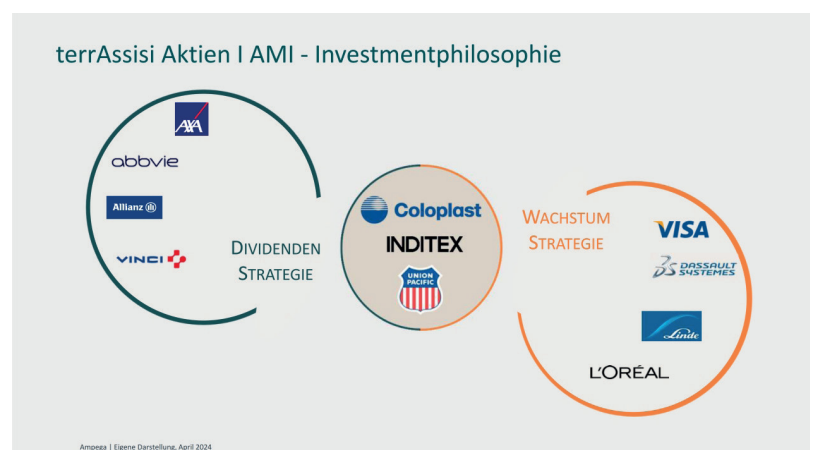 terrAssisi Aktien I AMI - Investmentphilosophie
AXA
abbvie
Allianz
VINCI
DIVIDENDEN
STRATEGIE
Coloplast
INDITEX
UNION
PACIFIC
WACHSTUM
STRATEGIE
VISA
DASSAULT
SYSTEMES
Linde
L'ORÉAL
Ampega | Eigene Darstellung, April 2024